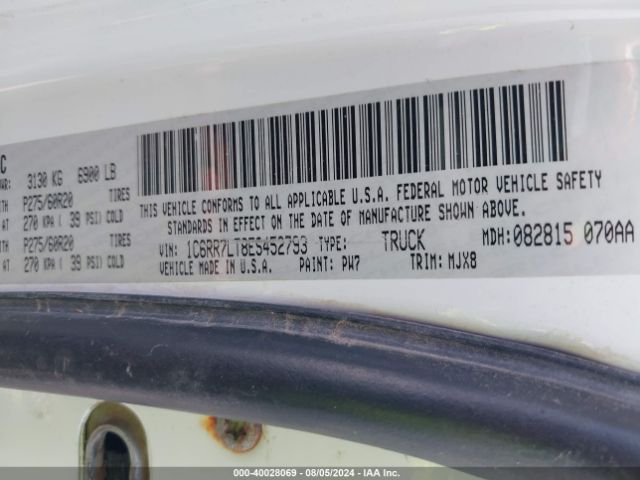 3130 KG 6900 LB
P275/60R20 TIRES
AT 270 KPA ( 39 PSI) COLD
P275/60R20 TIRES
AT 270 KPA ( 39 PSI) COLD
THIS VEHICLE CONFORMS TO ALL APPLICABLE U.S.A. FEDERAL MOTOR VEHICLE SAFETY
STANDARDS IN EFFECT ON THE DATE OF MANUFACTURE SHOWN ABOVE.
VIN: 1C6RR7LT8ES452793 TYPE: TRUCK MDH: 082815 070AA
VEHICLE MADE IN U.S.A. PAINT: PW7 TRIM: MJX8
000-40028069 - 08/05/2024 - IAA Inc.